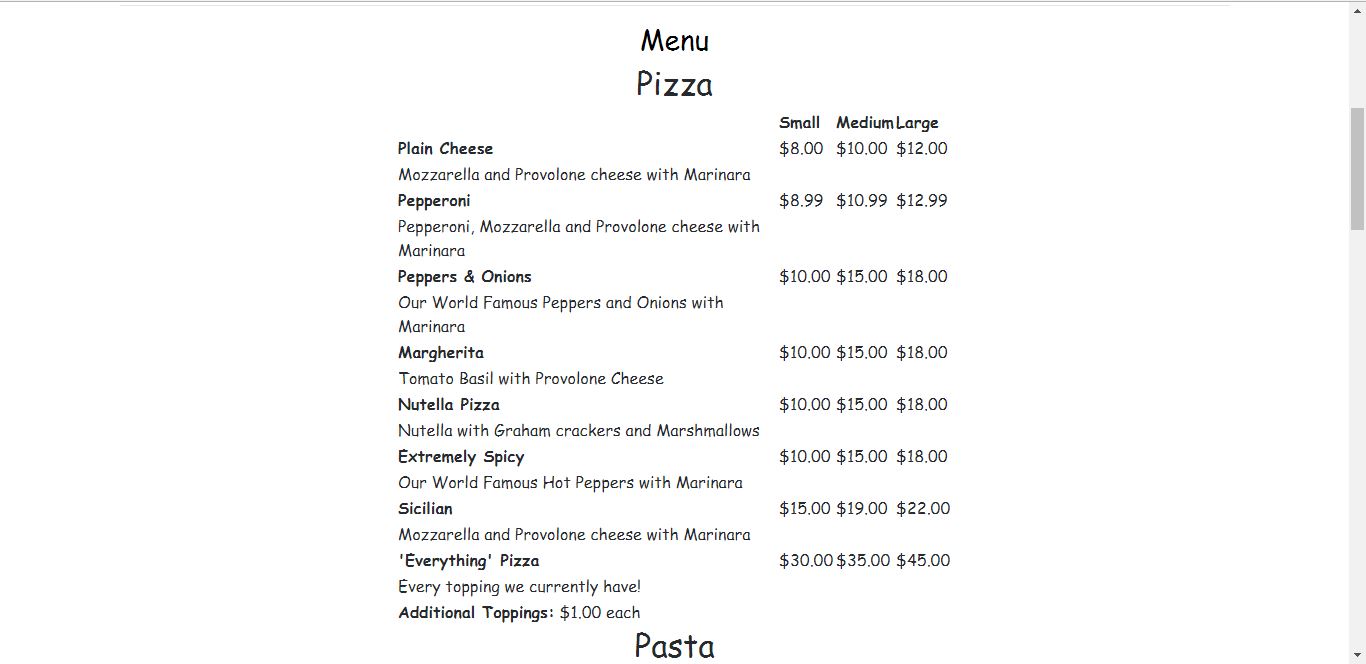 Menu
Pizza
Small Medium Large
Plain Cheese $8.00 $10.00 $12.00
Mozzarella and Provolone cheese with Marinara
Pepperoni $8.99 $10.99 $12.99
Pepperoni, Mozzarella and Provolone cheese with
Marinara
Peppers & Onions $10.00 $15.00 $18.00
Our World Famous Peppers and Onions with
Marinara
Margherita $10.00 $15.00 $18.00
Tomato Basil with Provolone Cheese
Nutella Pizza $10.00 $15.00 $18.00
Nutella with Graham crackers and Marshmallows
Extremely Spicy $10.00 $15.00 $18.00
Our World Famous Hot Peppers with Marinara
Sicilian $15.00 $19.00 $22.00
Mozzarella and Provolone cheese with Marinara
'Everything' Pizza $30.00 $35.00 $45.00
Every topping we currently have!
Additional Toppings: $1.00 each
Pasta